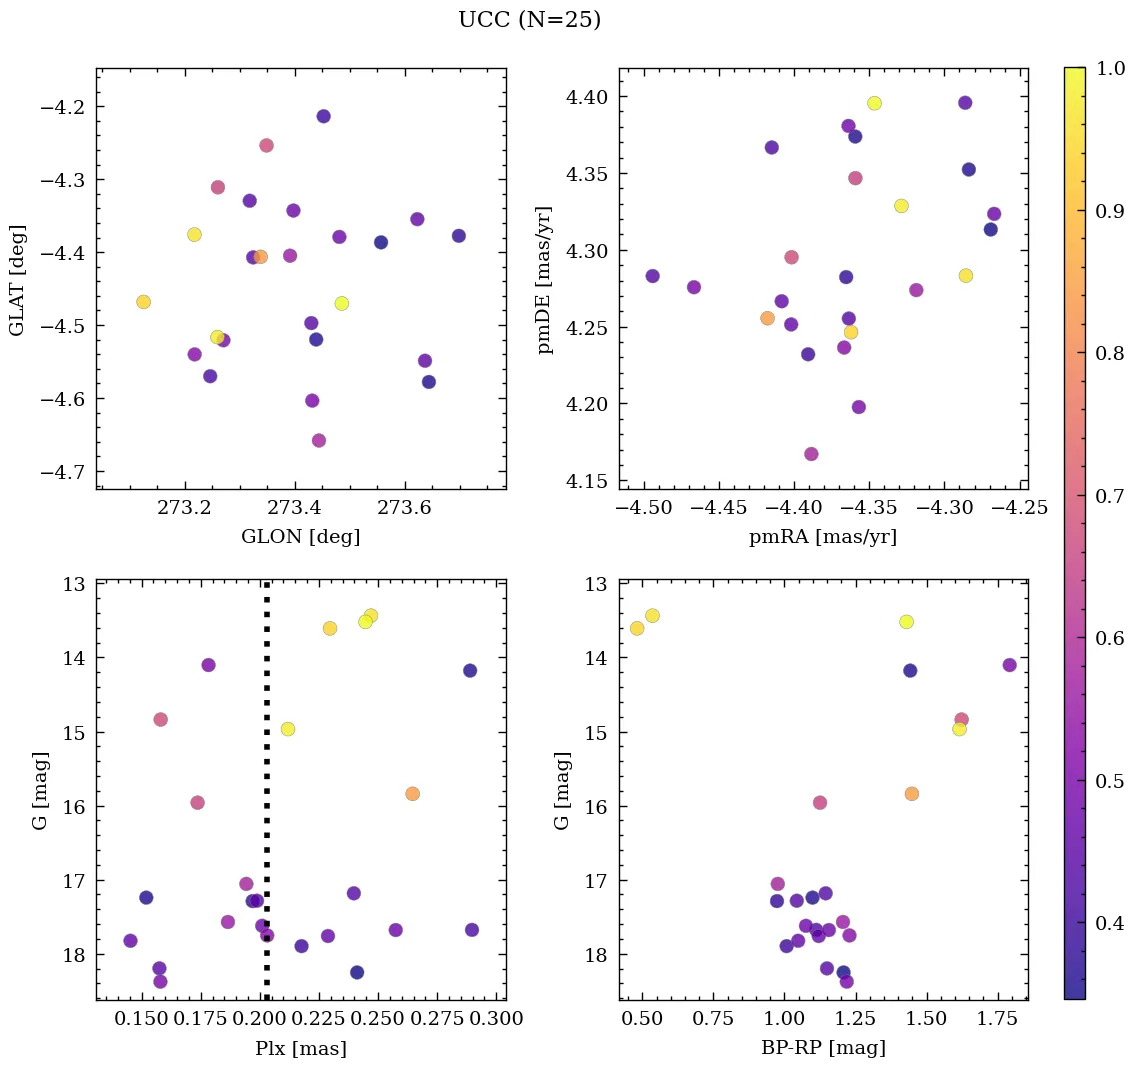 UCC (N=25)
−4.2
−4.3
−4.4
−4.5
−4.6
−4.7
GLAT [deg]
273.2 273.4 273.6
GLON [deg]
4.40
4.35
4.30
4.25
4.20
4.15
pmDE [mas/yr]
−4.50 −4.45 −4.40 −4.35 −4.30 −4.25
pmRA [mas/yr]
13
14
15
16
17
18
G [mag]
0.150 0.175 0.200 0.225 0.250 0.275 0.300
Plx [mas]
13
14
15
16
17
18
G [mag]
0.50 0.75 1.00 1.25 1.50 1.75
BP-RP [mag]
1.0
0.9
0.8
0.7
0.6
0.5
0.4